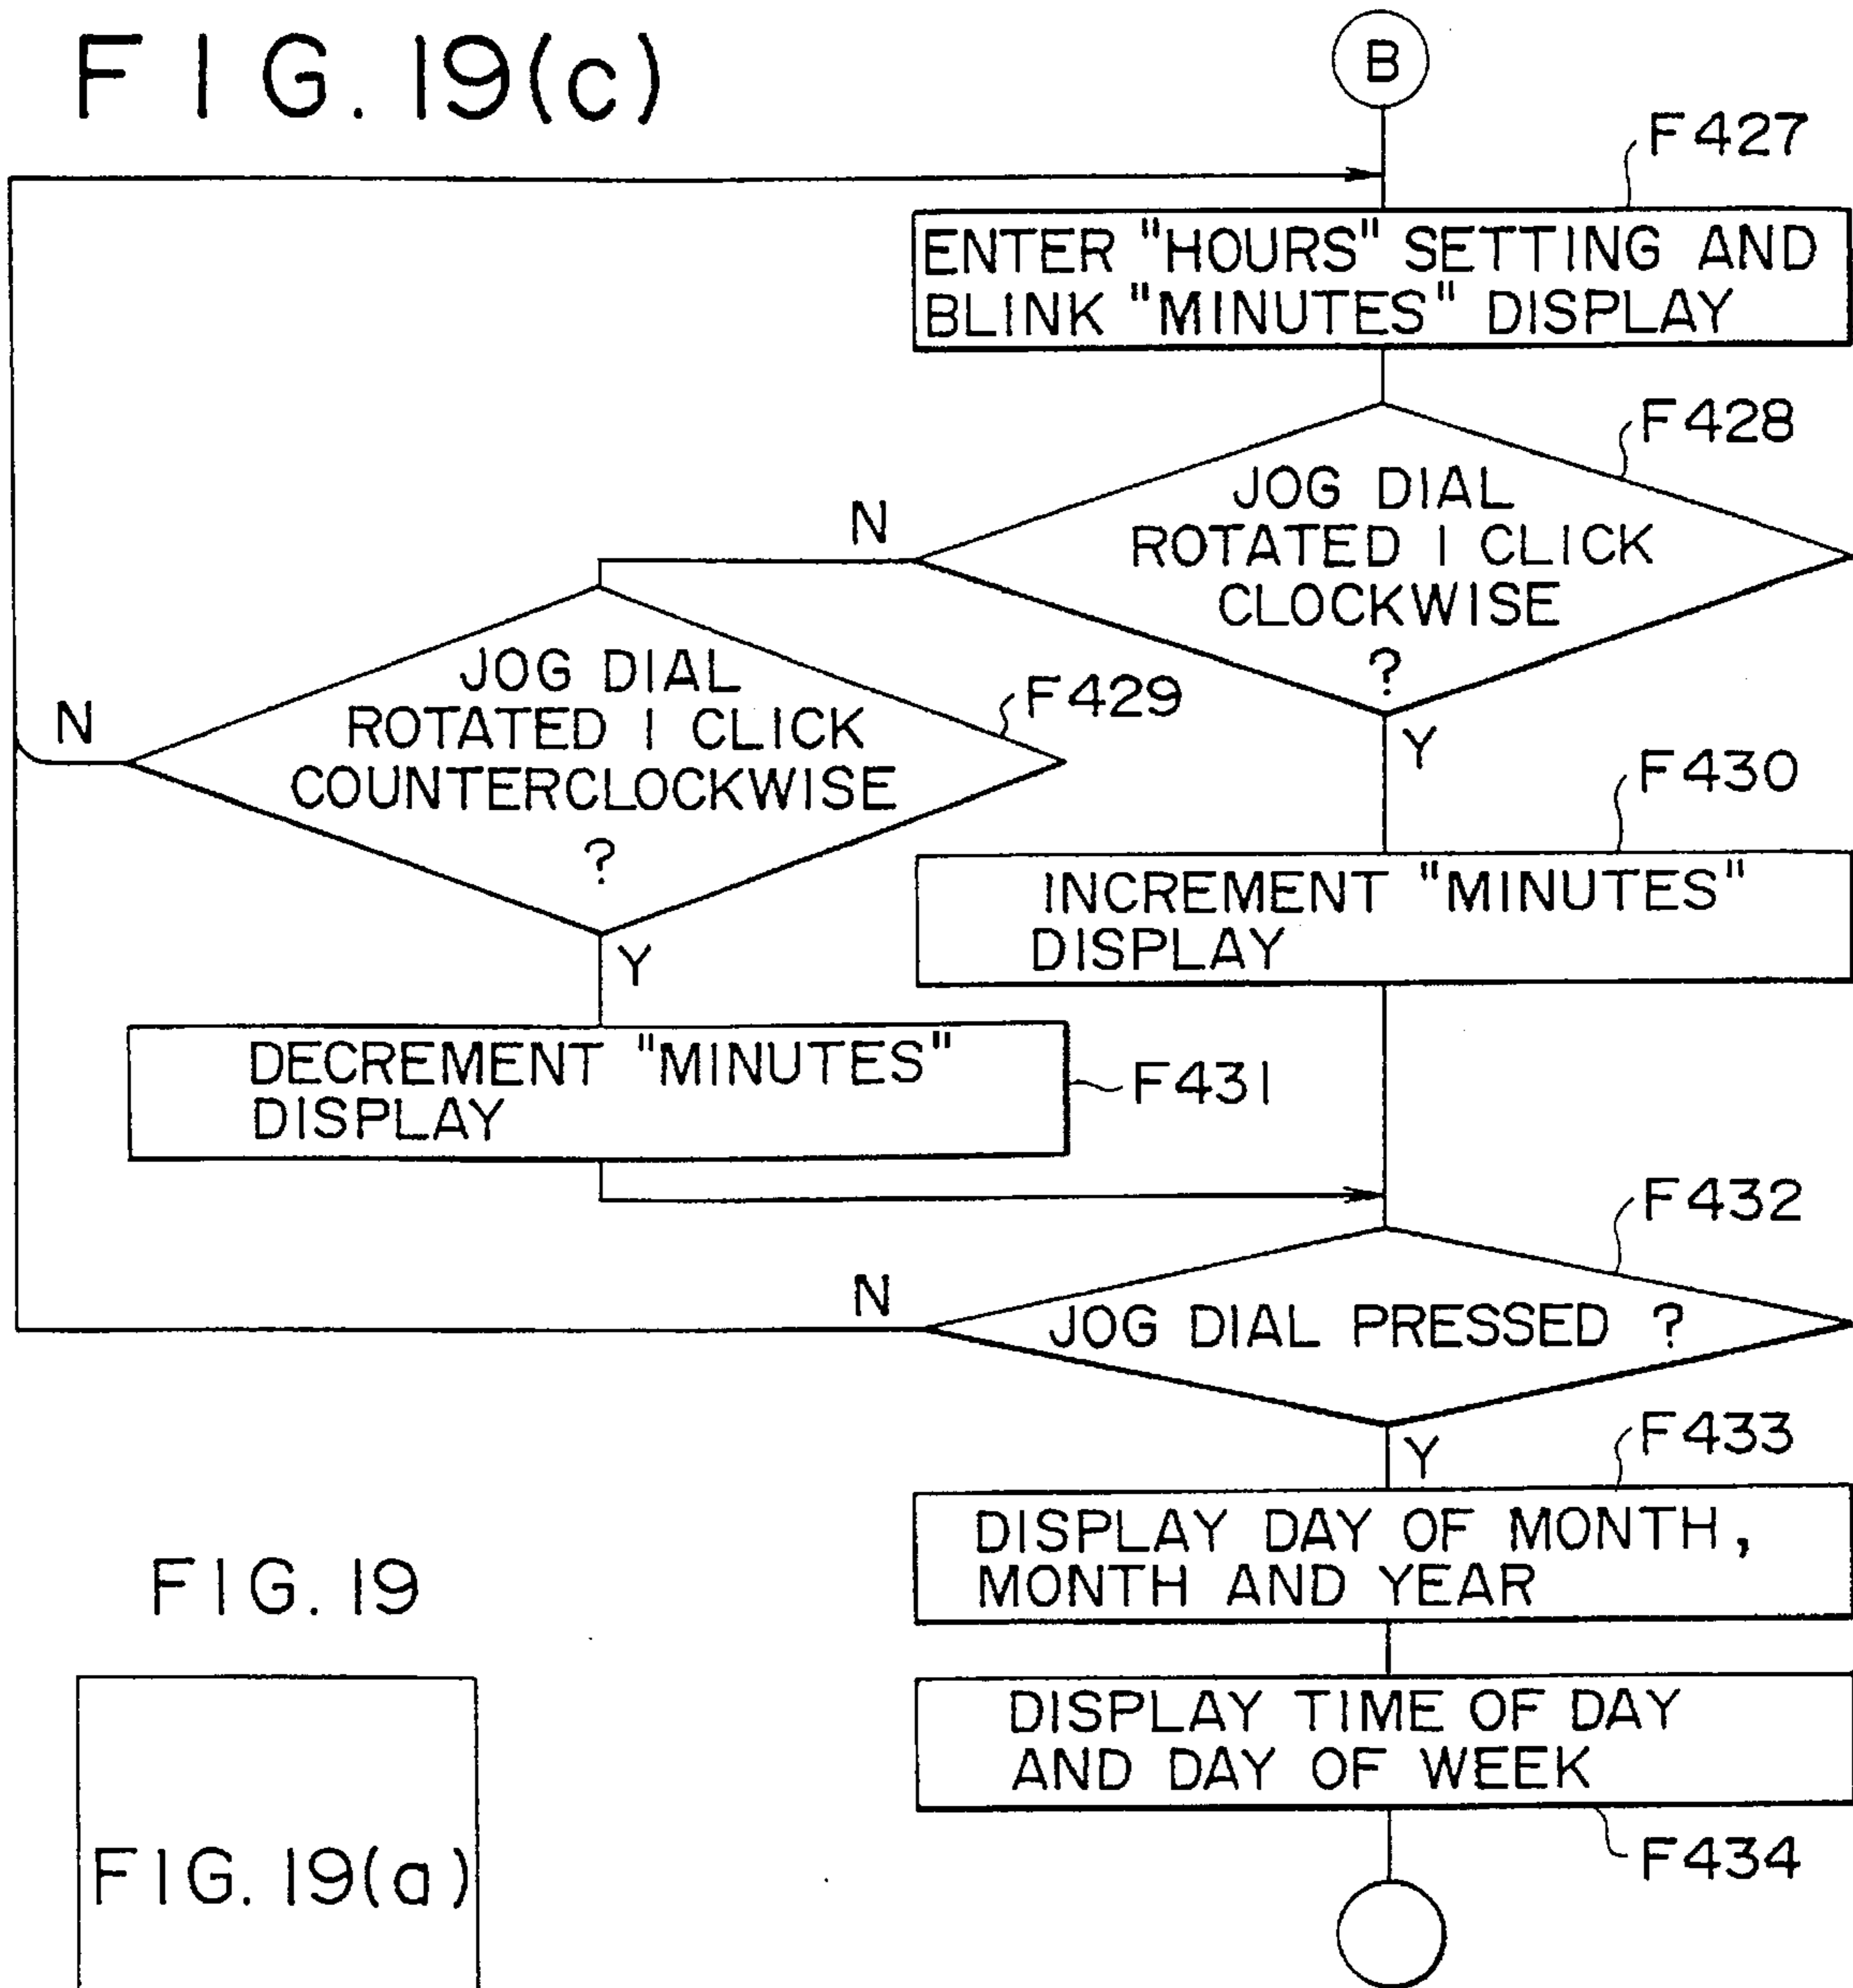 FIG. 19(c)
B
F427
ENTER "HOURS" SETTING AND
BLINK "MINUTES" DISPLAY
F428
JOG DIAL
ROTATED 1 CLICK
CLOCKWISE
?
N
Y
JOG DIAL
ROTATED 1 CLICK
COUNTERCLOCKWISE
?
F429
N
Y
F430
INCREMENT "MINUTES"
DISPLAY
DECREMENT "MINUTES"
DISPLAY
F431
F432
JOG DIAL PRESSED ?
N
Y
F433
DISPLAY DAY OF MONTH,
MONTH AND YEAR
DISPLAY TIME OF DAY
AND DAY OF WEEK
F434
FIG. 19
FIG. 19(a)